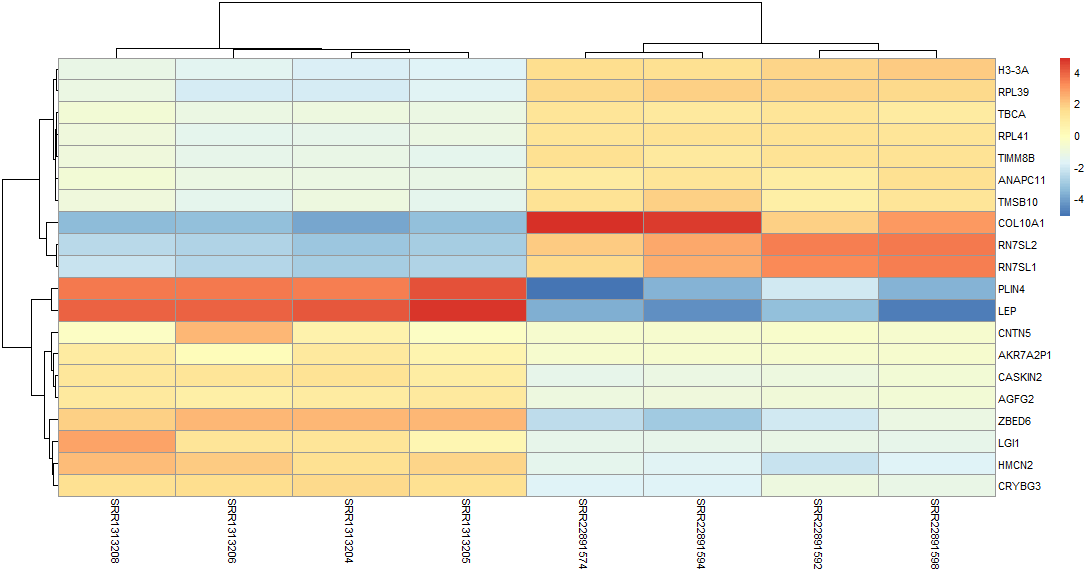 H3-3A
RPL39
TBCA
RPL41
TIMM8B
ANAPC11
TMSB10
COL10A1
RN7SL2
RN7SL1
PLIN4
LEP
CNTN5
AKR7A2P1
CASKIN2
AGFG2
ZBED6
LGI1
HMCN2
CRYBG3
4
2
0
-2
-4
SRR1313208
SRR1313206
SRR1313204
SRR1313205
SRR22891574
SRR22891594
SRR22891592
SRR22891598